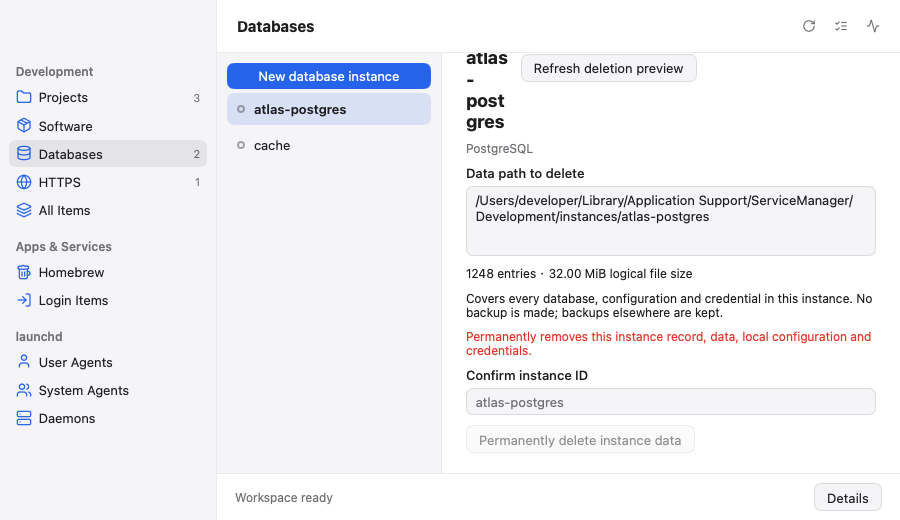 Databases
Development
Projects 3
Software
Databases 2
HTTPS 1
All Items
Apps & Services
Homebrew
Login Items
launchd
User Agents
System Agents
Daemons
New database instance
atlas-postgres
cache
atlas
-
post
gres
Refresh deletion preview
PostgreSQL
Data path to delete
/Users/developer/Library/Application Support/ServiceManager/
Development/instances/atlas-postgres
1248 entries · 32.00 MiB logical file size
Covers every database, configuration and credential in this instance. No
backup is made; backups elsewhere are kept.
Permanently removes this instance record, data, local configuration and
credentials.
Confirm instance ID
atlas-postgres
Permanently delete instance data
Workspace ready
Details